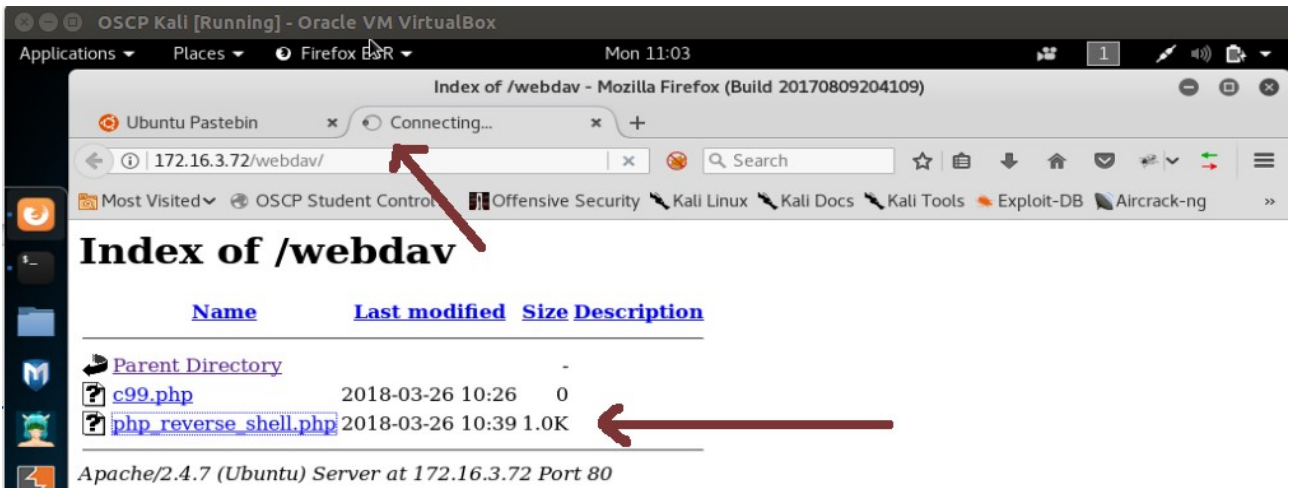 OSCP Kali [Running] - Oracle VM VirtualBox
Applications Places Firefox ESR Mon 11:03 1
Index of /webdav - Mozilla Firefox (Build 20170809204109)
Ubuntu Pastebin Connecting...
172.16.3.72/webdav/ Search
Most Visited OSCP Student Control Offensive Security Kali Linux Kali Docs Kali Tools Exploit-DB Aircrack-ng »
Index of /webdav
Name Last modified Size Description
Parent Directory -
c99.php 2018-03-26 10:26 0
php_reverse_shell.php 2018-03-26 10:39 1.0K
Apache/2.4.7 (Ubuntu) Server at 172.16.3.72 Port 80